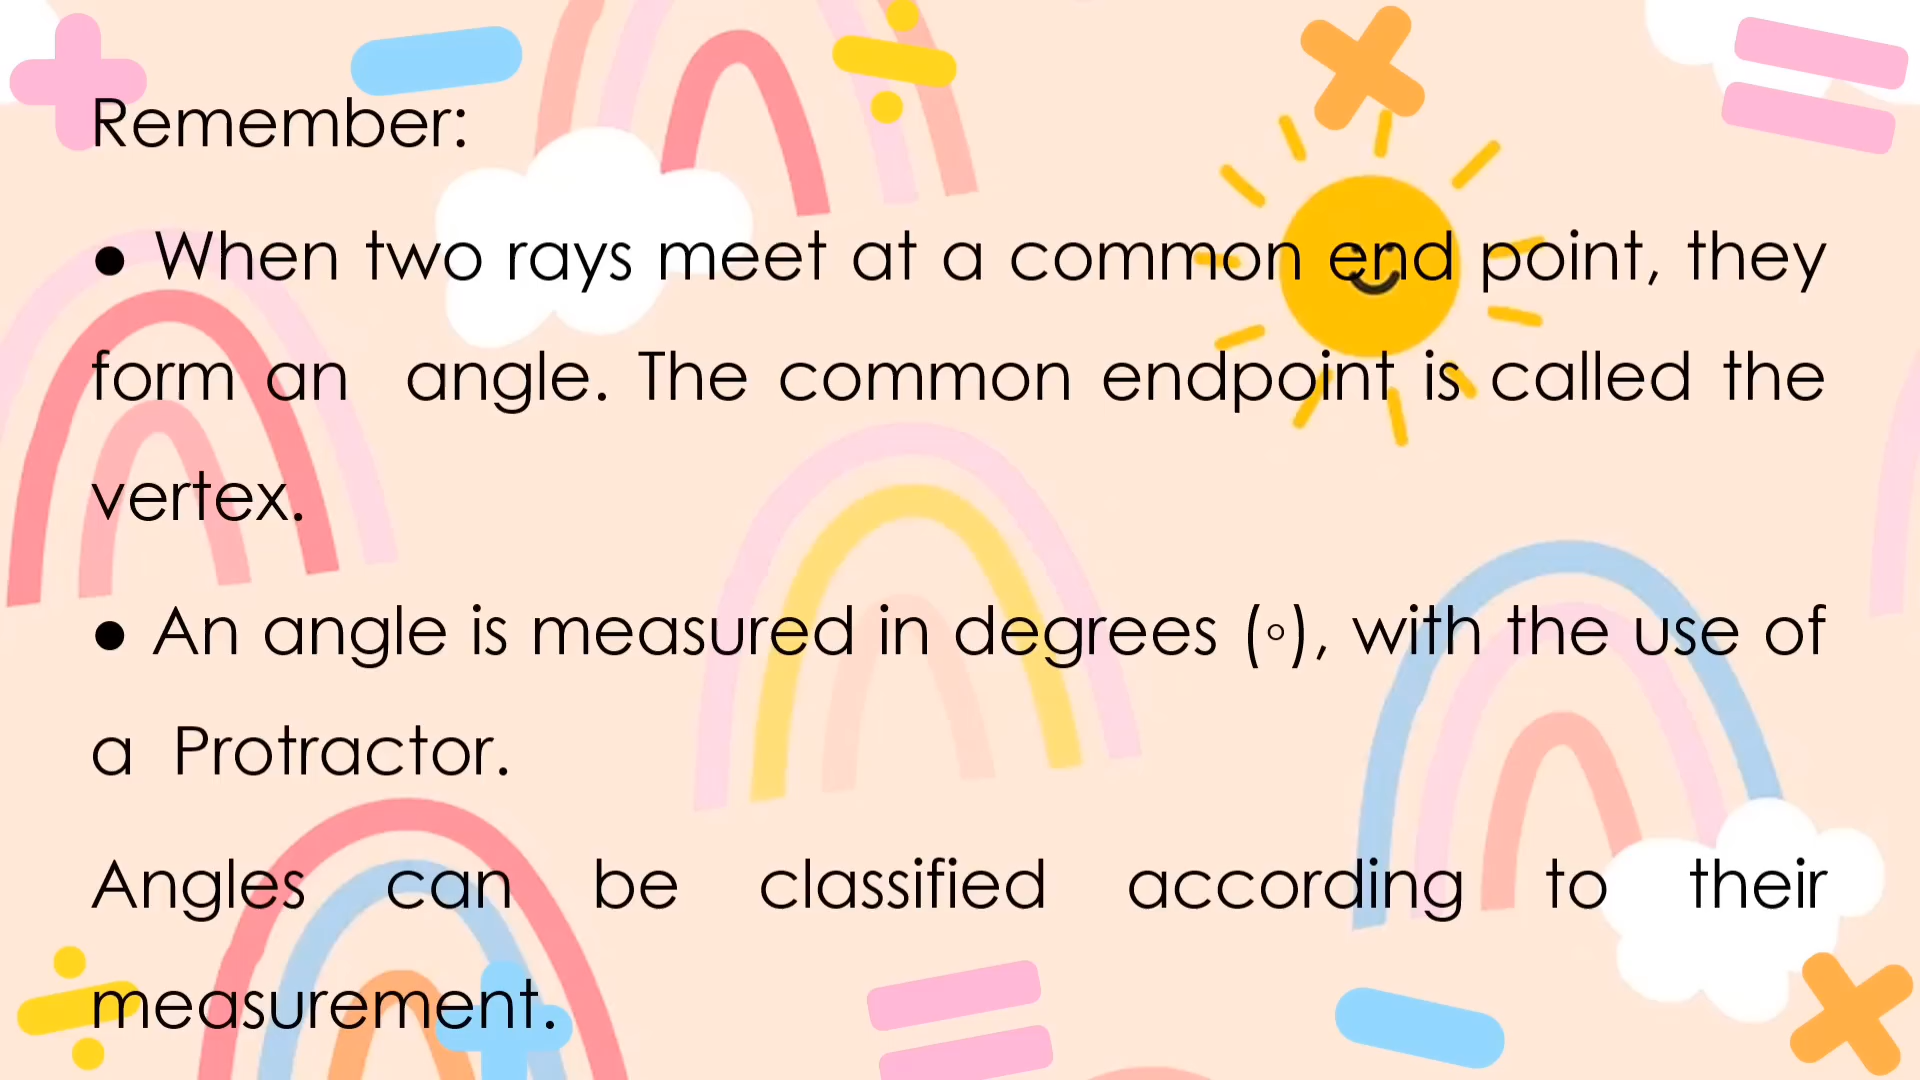 Remember:
● When two rays meet at a common end point, they
form an  angle. The common endpoint is called the
vertex.
● An angle is measured in degrees (◦), with the use of
a  Protractor.
Angles can be classified according to their
measurement.